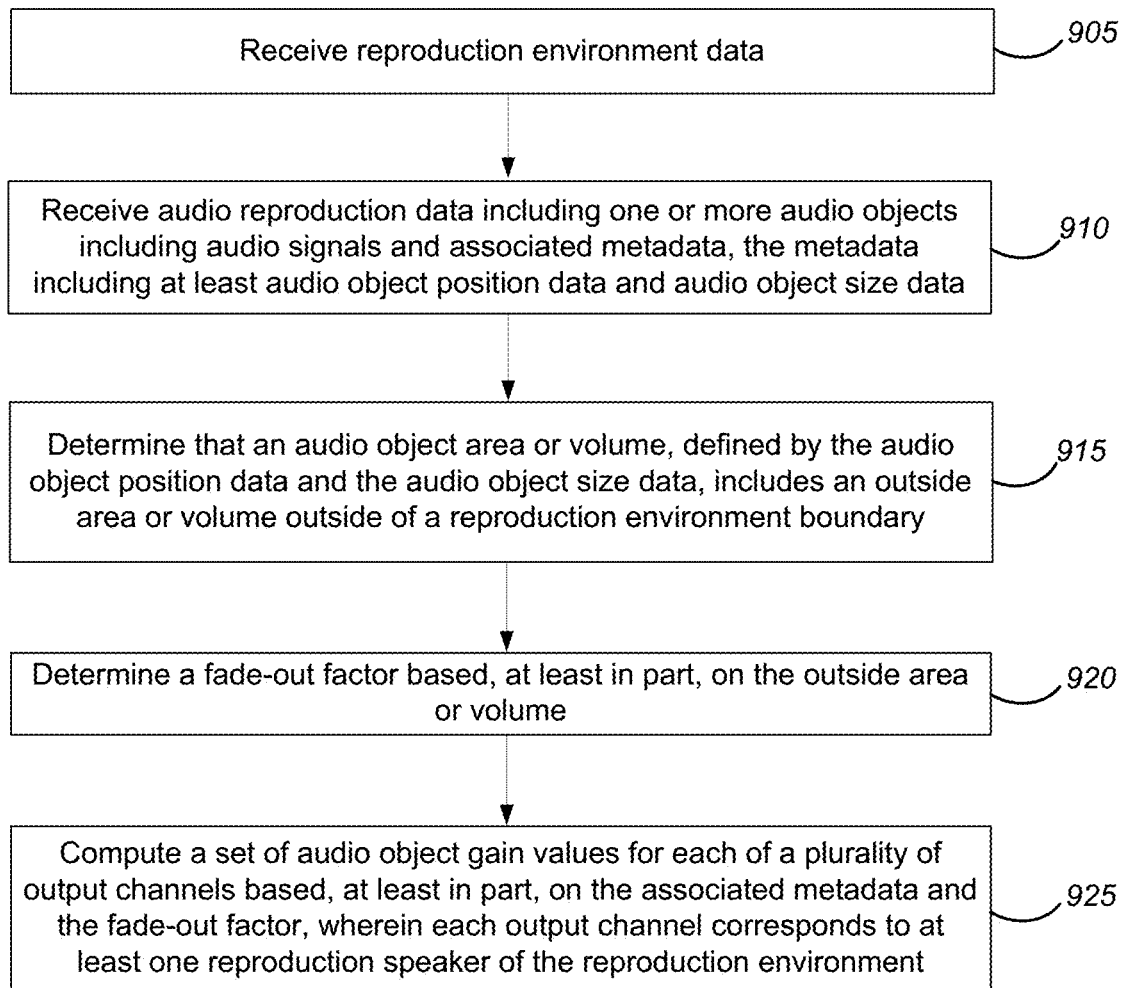 Receive reproduction environment data
905
Receive audio reproduction data including one or more audio objects
including audio signals and associated metadata, the metadata
including at least audio object position data and audio object size data
910
Determine that an audio object area or volume, defined by the audio
object position data and the audio object size data, includes an outside
area or volume outside of a reproduction environment boundary
915
Determine a fade-out factor based, at least in part, on the outside area
or volume
920
Compute a set of audio object gain values for each of a plurality of
output channels based, at least in part, on the associated metadata and
the fade-out factor, wherein each output channel corresponds to at
least one reproduction speaker of the reproduction environment
925